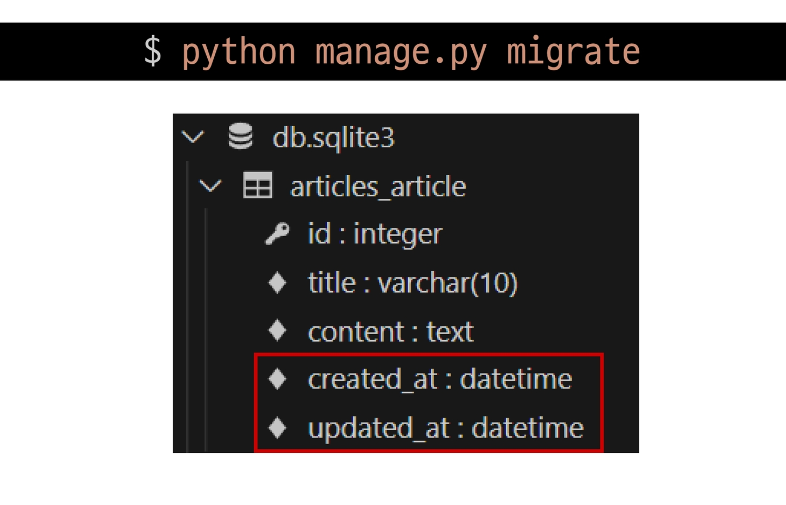 $ python manage.py migrate
db.sqlite3
articles_article
id : integer
title : varchar(10)
content : text
created_at : datetime
updated_at : datetime